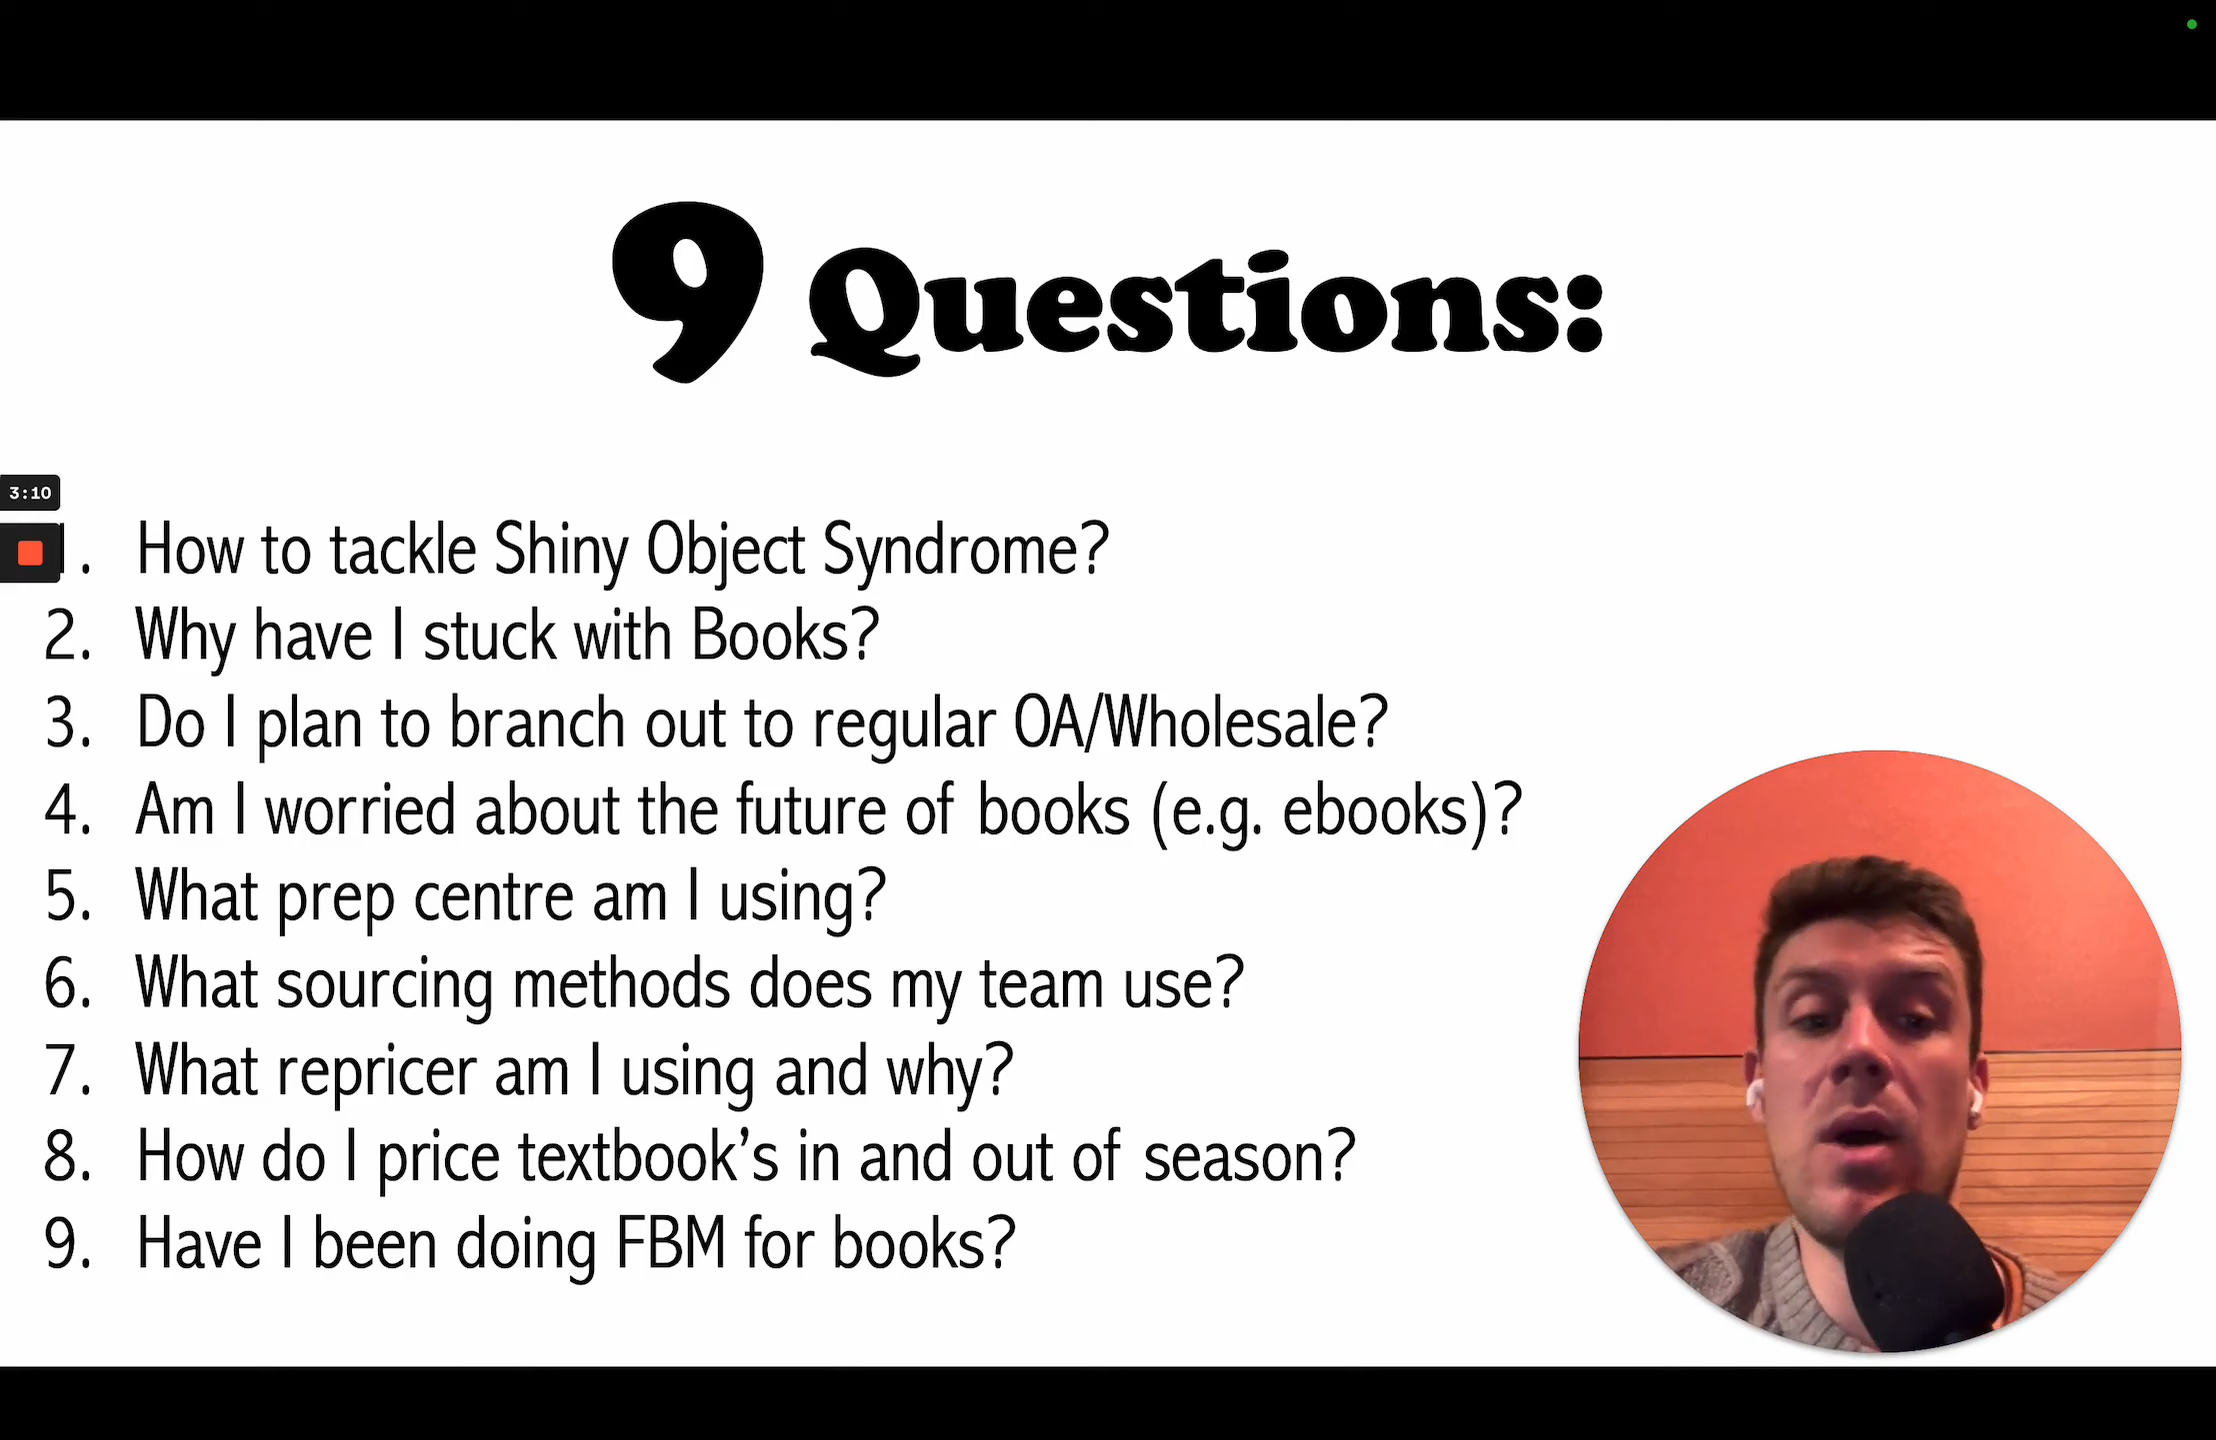 9 Questions:
3:10
1. How to tackle Shiny Object Syndrome?
2. Why have I stuck with Books?
3. Do I plan to branch out to regular OA/Wholesale?
4. Am I worried about the future of books (e.g. ebooks)?
5. What prep centre am I using?
6. What sourcing methods does my team use?
7. What repricer am I using and why?
8. How do I price textbook’s in and out of season?
9. Have I been doing FBM for books?